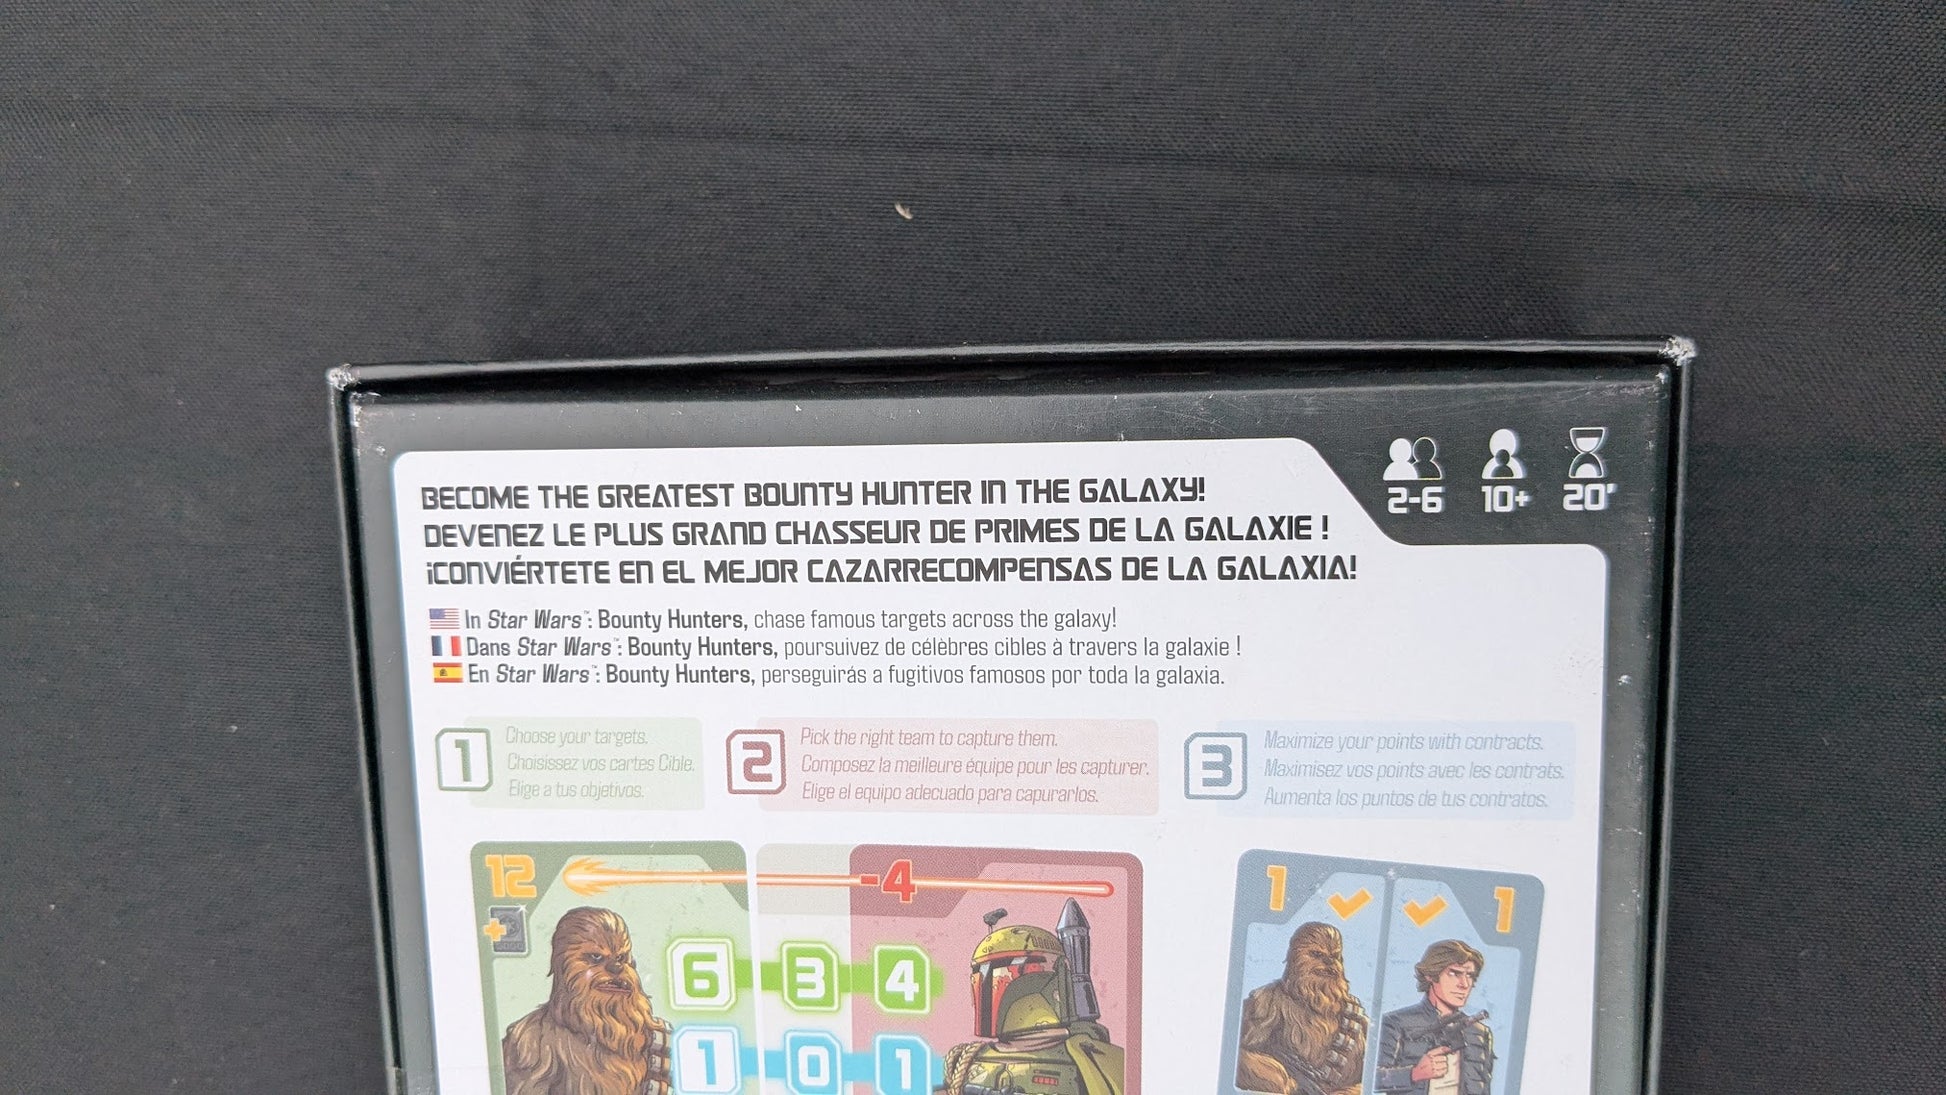 BECOME THE GREATEST BOUNTY HUNTER IN THE GALAXY!
DEVENEZ LE PLUS GRAND CHASSEUR DE PRIMES DE LA GALAXIE !
¡CONVIÉRTETE EN EL MEJOR CAZARRECOMPENSAS DE LA GALAXIA!
2-6 10+ 20'
In Star Wars™: Bounty Hunters, chase famous targets across the galaxy!
Dans Star Wars™: Bounty Hunters, poursuivez de célèbres cibles à travers la galaxie !
En Star Wars™: Bounty Hunters, perseguirás a fugitivos famosos por toda la galaxia.
1
Choose your targets.
Choisissez vos cartes Cible.
Elige a tus objetivos.
2
Pick the right team to capture them.
Composez la meilleure équipe pour les capturer.
Elige el equipo adecuado para capurarlos.
3
Maximize your points with contracts.
Maximisez vos points avec les contrats.
Aumenta los puntos de tus contratos.
12 -4
+
6 3 4
1 0 1
1 1